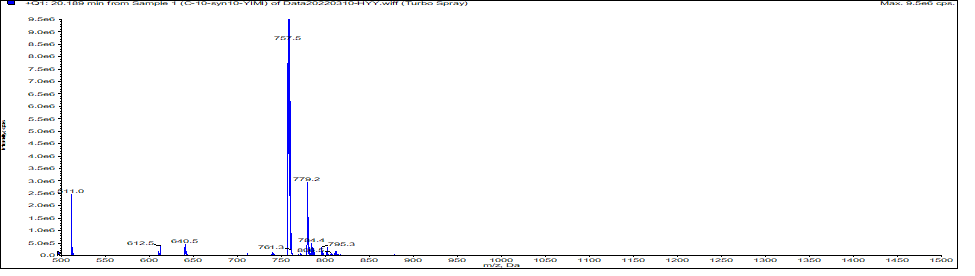 +Q1: 20.189 min from Sample 1 (C-10-syn10-YIMI) of Data20220310-HYY.wiff (Turbo Spray)
Max. 9.5e6 cps.
9.5e6
9.0e6
8.5e6
8.0e6
7.5e6
7.0e6
6.5e6
6.0e6
5.5e6
5.0e6
4.5e6
4.0e6
3.5e6
3.0e6
2.5e6
2.0e6
1.5e6
1.0e6
5.0e5
0.0
757.5
779.2
511.0
612.5
640.5
761.3
784.4
795.3
500 550 600 650 700 750 800 850 900 950 1000 1050 1100 1150 1200 1250 1300 1350 1400 1450 1500
m/z, Da